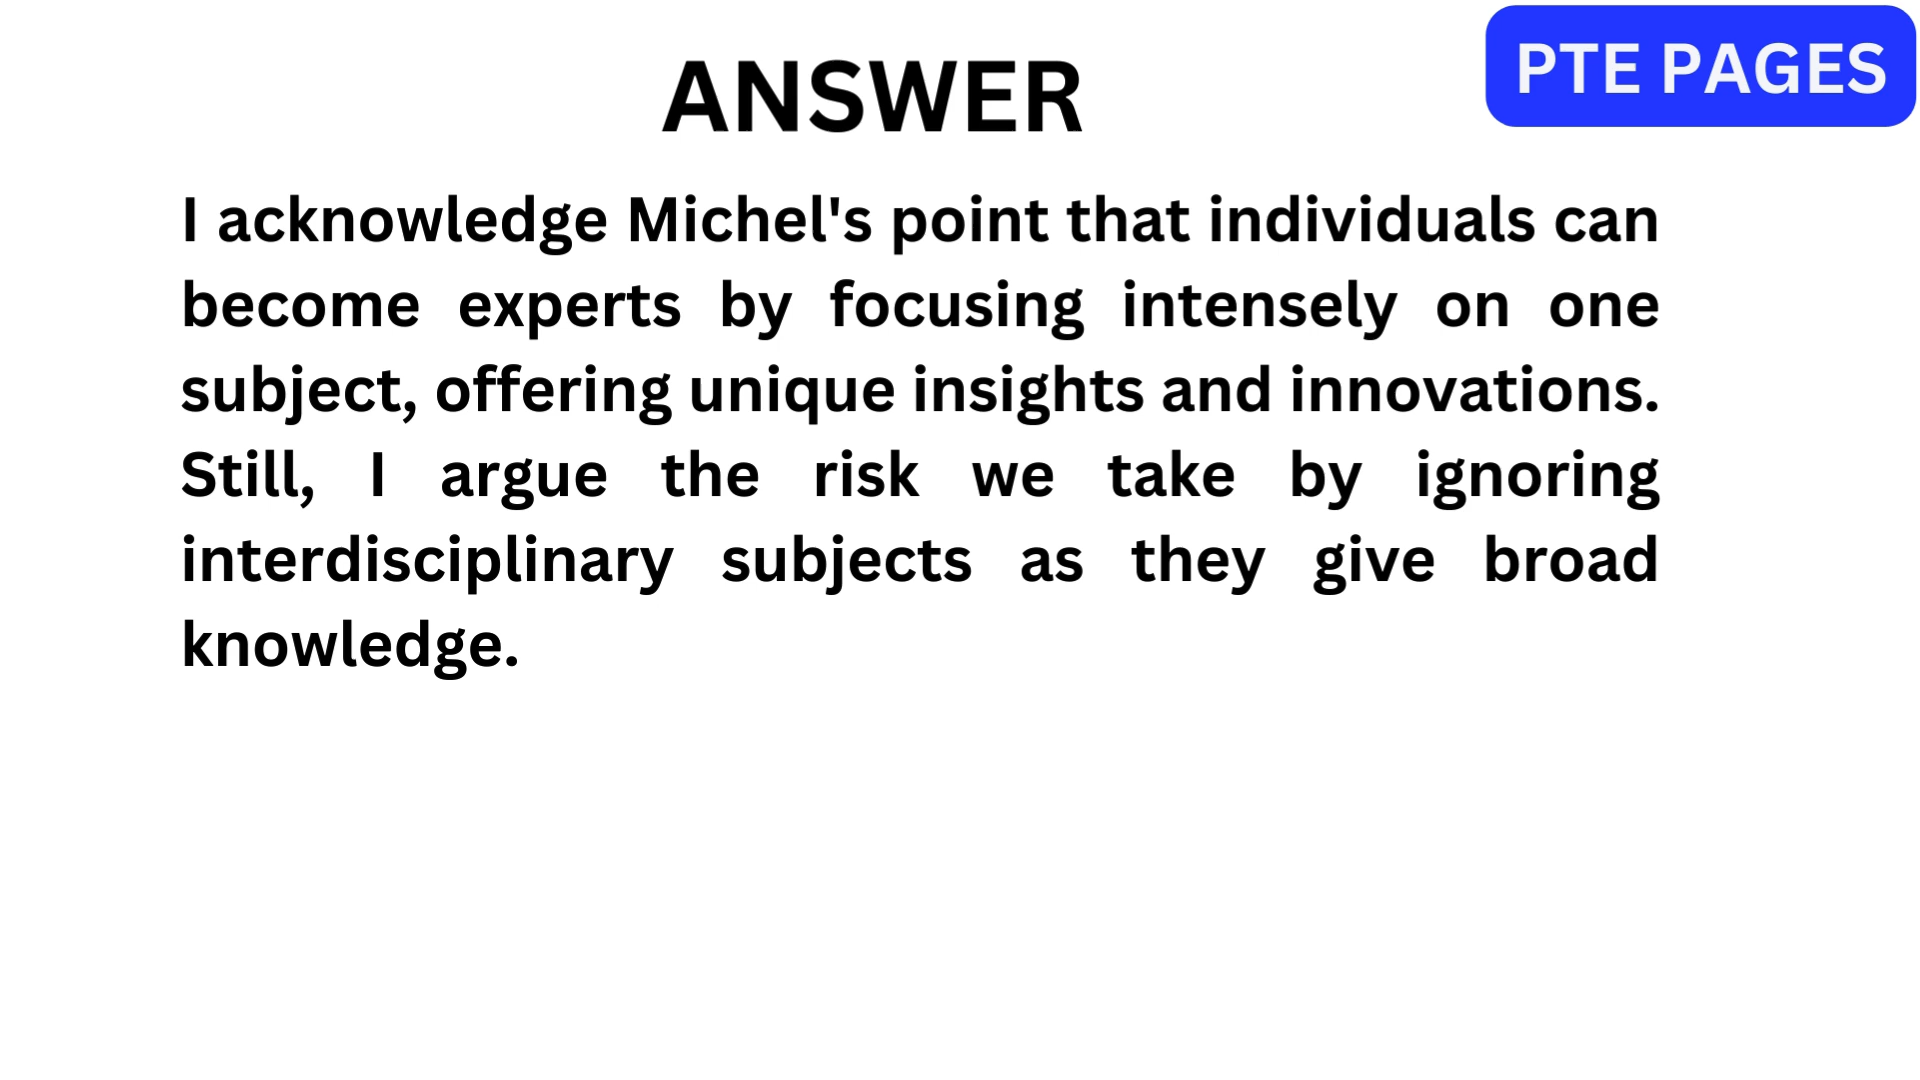 ANSWER
PTE PAGES
I acknowledge Michel's point that individuals can
become experts by focusing intensely on one
subject, offering unique insights and innovations.
Still, I argue the risk we take by ignoring
interdisciplinary subjects as they give broad
knowledge.